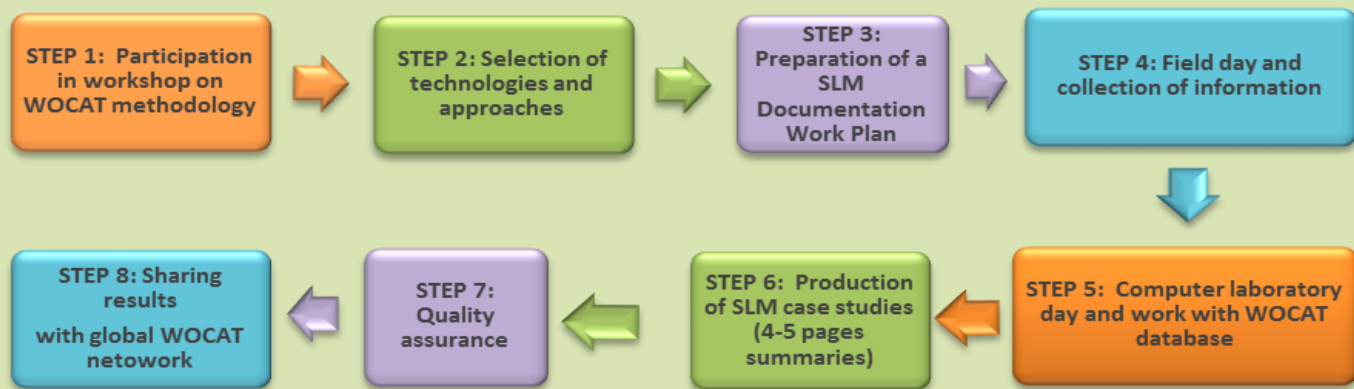 STEP 1: Participation
in workshop on
WOCAT methodology
STEP 2: Selection of
technologies and
approaches
STEP 3:
Preparation of a
SLM
Documentation
Work Plan
STEP 4: Field day and
collection of information
STEP 5: Computer laboratory
day and work with WOCAT
database
STEP 6: Production
of SLM case studies
(4-5 pages
summaries)
STEP 7:
Quality
assurance
STEP 8: Sharing
results
with global WOCAT
netowork